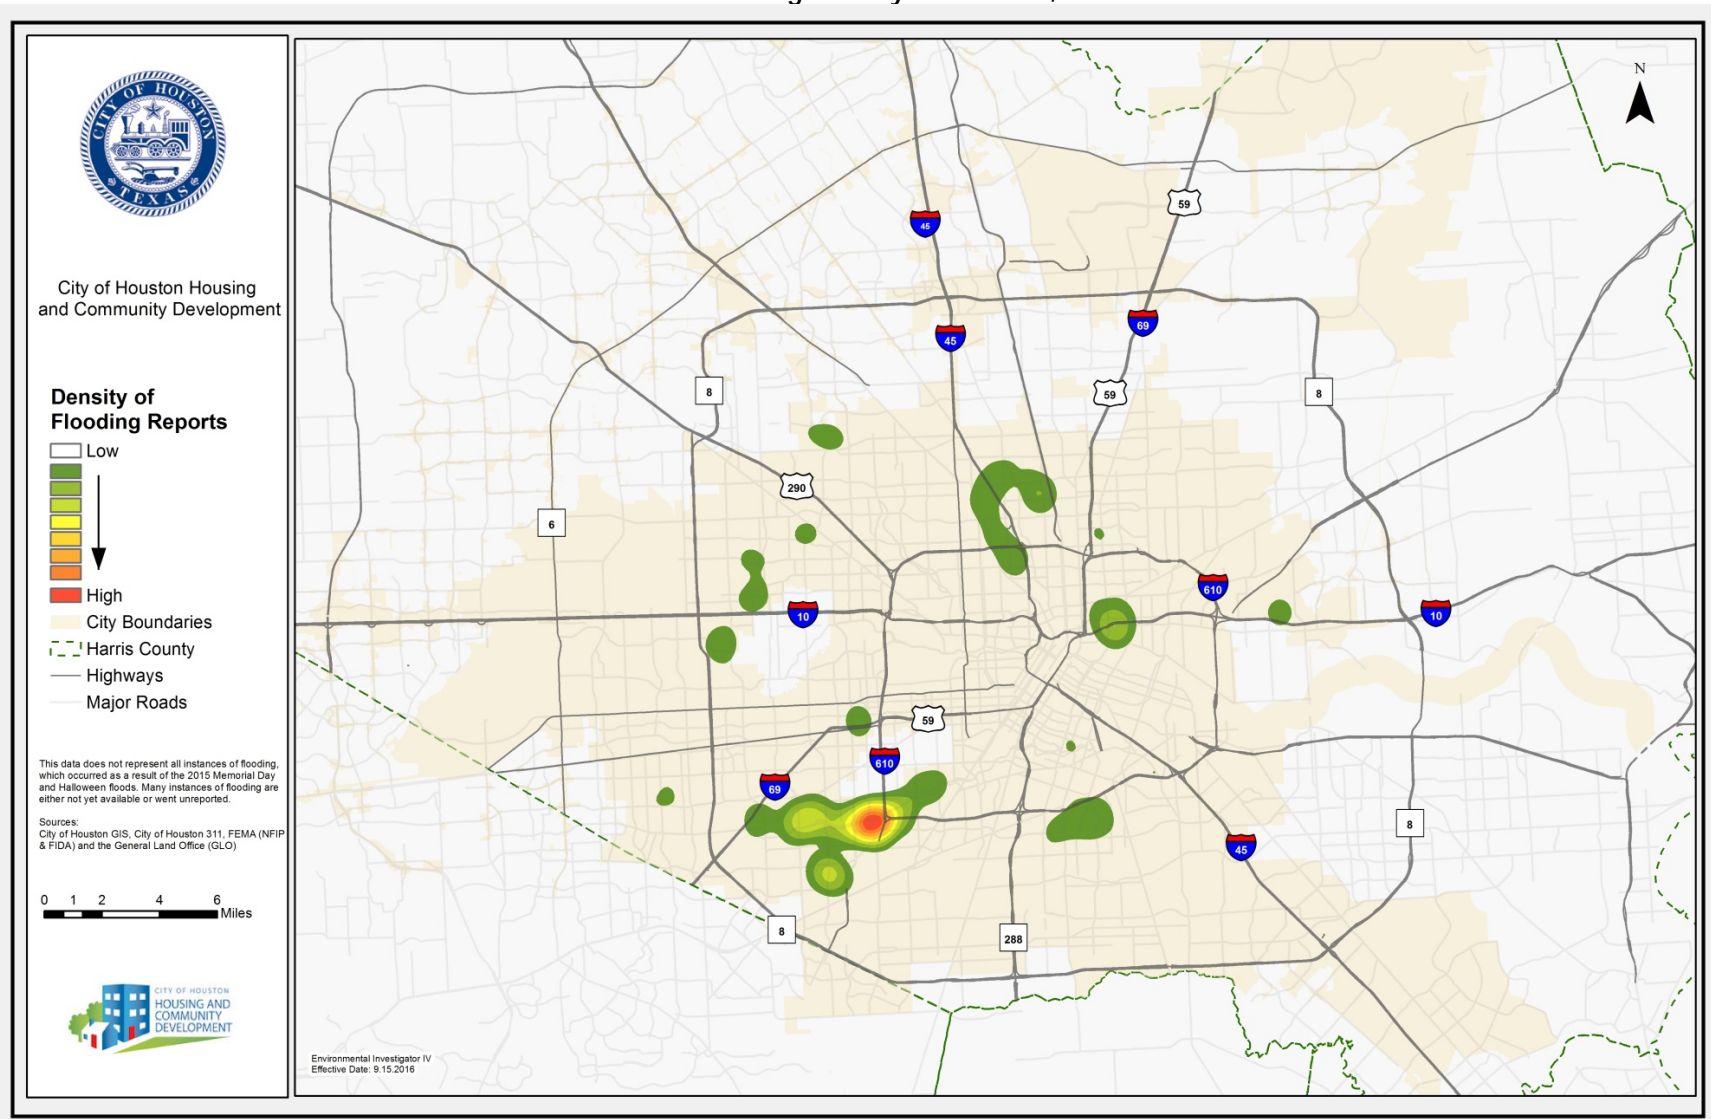 CITY OF HOUSTON
TEXAS
City of Houston Housing
and Community Development
Density of
Flooding Reports
Low
High
City Boundaries
Harris County
Highways
Major Roads
This data does not represent all instances of flooding,
which occurred as a result of the 2015 Memorial Day
and Halloween floods. Many instances of flooding are
either not yet available or went unreported.
Sources:
City of Houston GIS, City of Houston 311, FEMA (NFIP
& FIDA) and the General Land Office (GLO)
0 1 2 4 6
Miles
CITY OF HOUSTON
HOUSING AND
COMMUNITY
DEVELOPMENT
N
59
45
69
45
8
59
8
290
6
610
10
10
59
610
69
8
45
8
288
Environmental Investigator IV
Effective Date: 9.15.2016